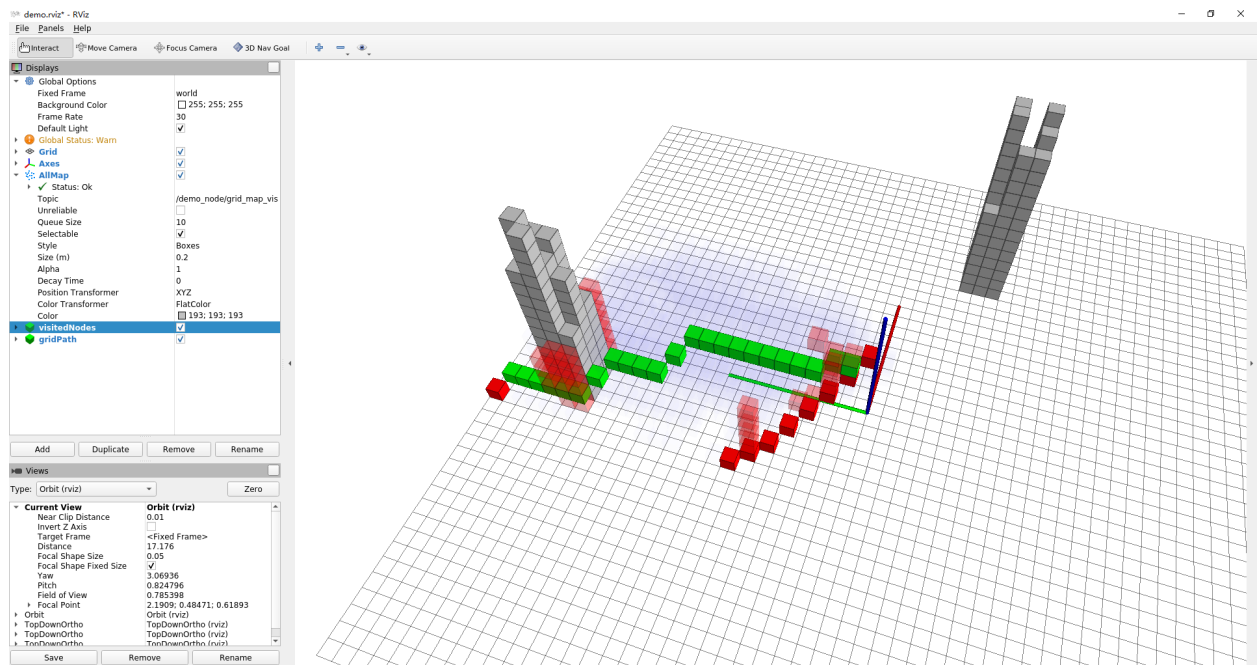 demo.rviz* - RViz
File Panels Help
Interact Move Camera Focus Camera 3D Nav Goal
Displays
Global Options
Fixed Frame world
Background Color 255; 255; 255
Frame Rate 30
Default Light
Global Status: Warn
Grid
Axes
AllMap
Status: Ok
Topic /demo_node/grid_map_vis
Unreliable
Queue Size 10
Selectable
Style Boxes
Size (m) 0.2
Alpha 1
Decay Time 0
Position Transformer XYZ
Color Transformer FlatColor
Color 193; 193; 193
visitedNodes
gridPath
Add Duplicate Remove Rename
Views
Type: Orbit (rviz) Zero
Current View Orbit (rviz)
Near Clip Distance 0.01
Invert Z Axis
Target Frame <Fixed Frame>
Distance 17.176
Focal Shape Size 0.05
Focal Shape Fixed Size
Yaw 3.06936
Pitch 0.824796
Field of View 0.785398
Focal Point 2.1909; 0.48471; 0.61893
Orbit Orbit (rviz)
TopDownOrtho TopDownOrtho (rviz)
TopDownOrtho TopDownOrtho (rviz)
TopDownOrtho TopDownOrtho (rviz)
Save Remove Rename